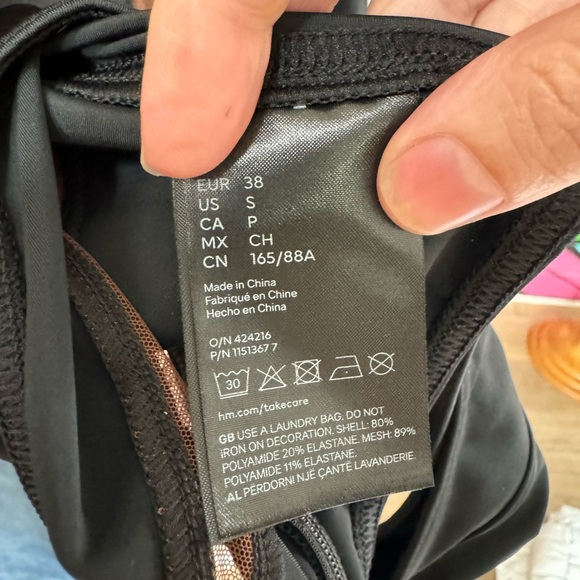 EUR 38
US S
CA P
MX CH
CN 165/88A
Made in China
Fabriqué en Chine
Hecho en China
O/N 424216
P/N 1151367 7
30
hm.com/takecare
GB USE A LAUNDRY BAG. DO NOT
IRON ON DECORATION. SHELL: 80%
POLYAMIDE 20% ELASTANE. MESH: 89%
POLYAMIDE 11% ELASTANE.
AL PËRDORNI NJË ÇANTË LAVANDERIE.